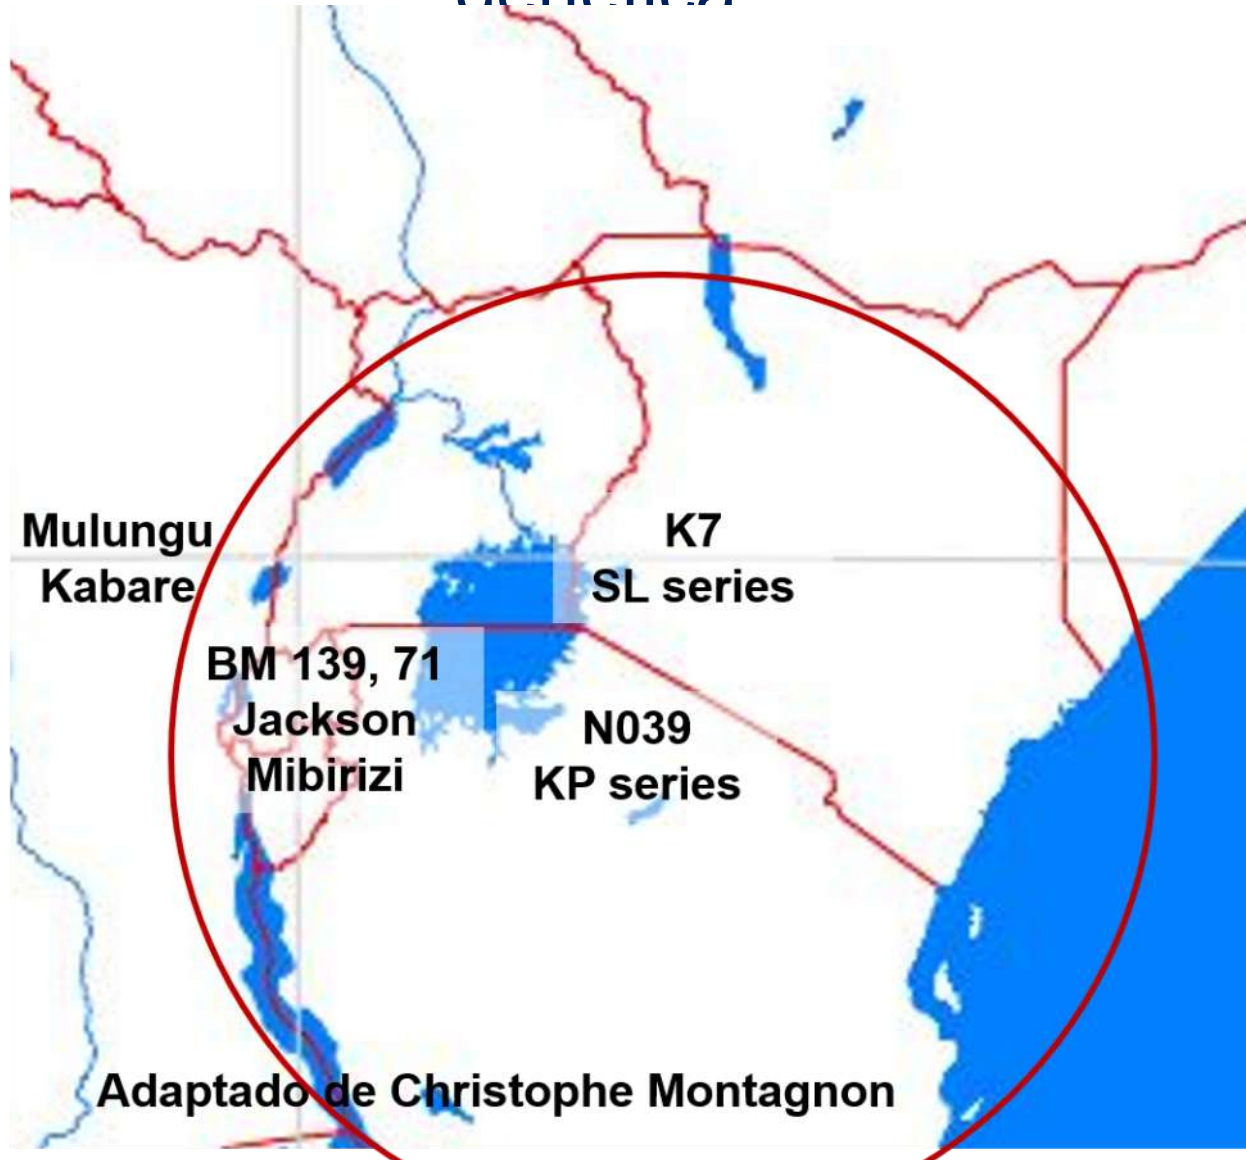 Mulungu
Kabare
K7
SL series
BM 139, 71
Jackson
Mibirizi
N039
KP series
Adaptado de Christophe Montagnon